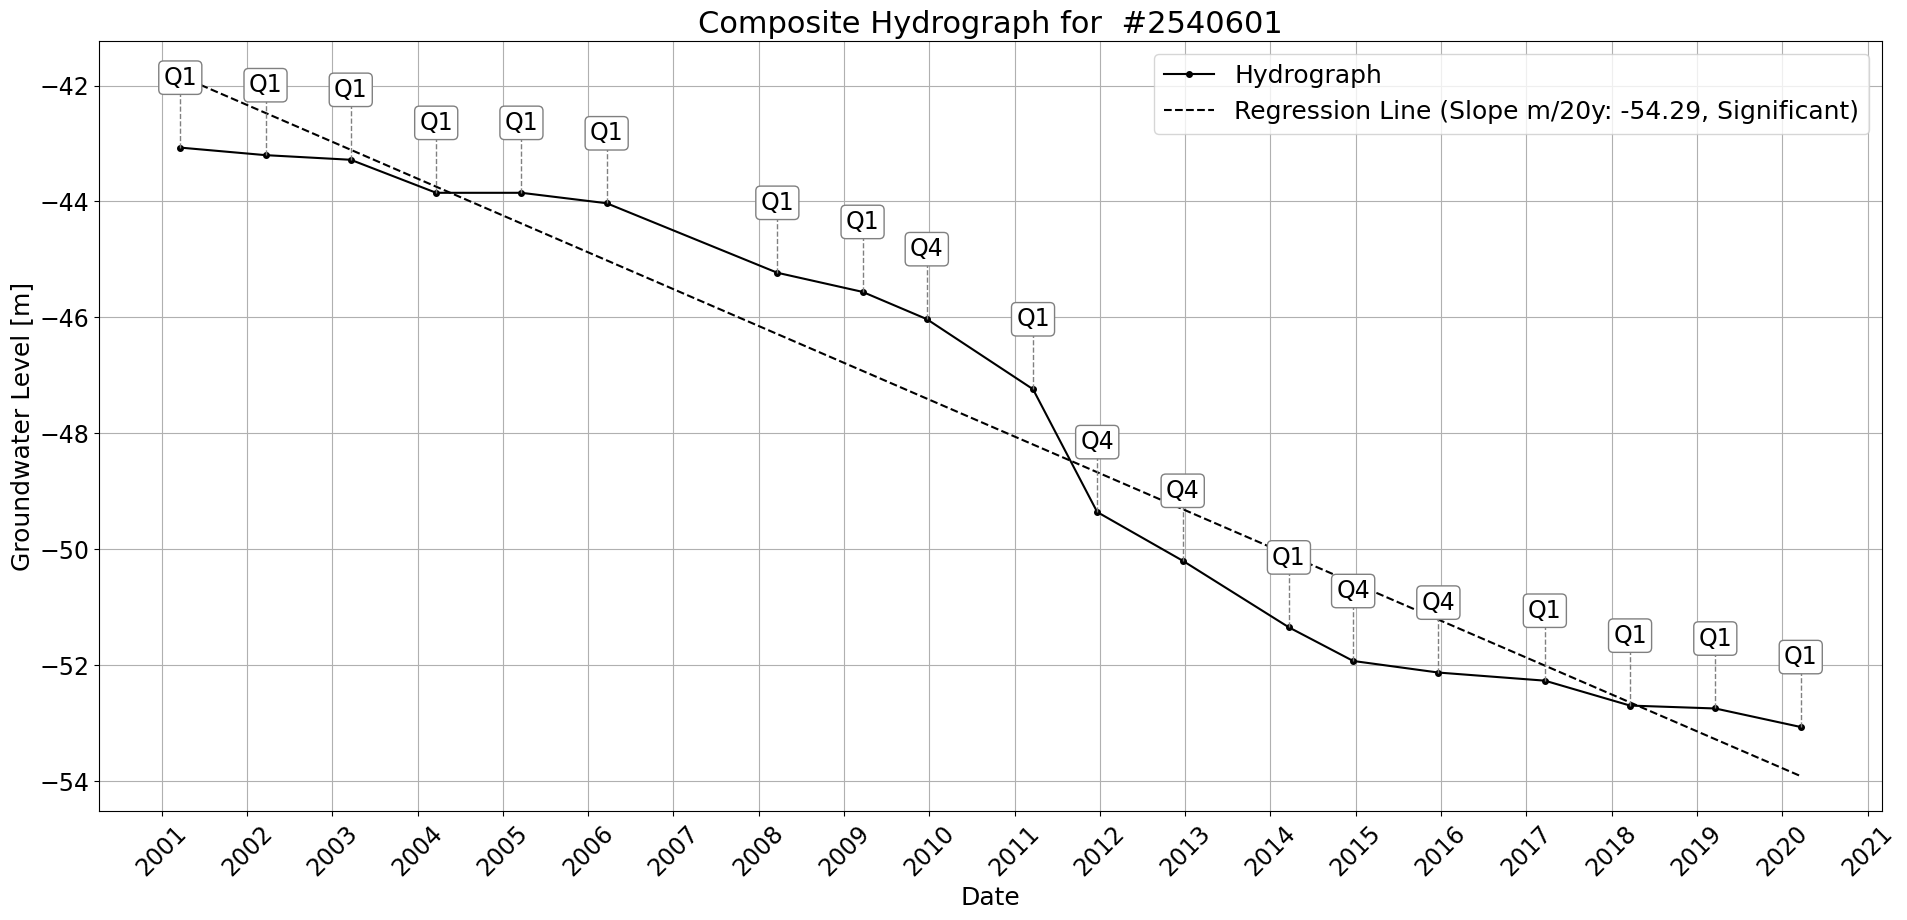 Composite Hydrograph for  #2540601
Hydrograph
Regression Line (Slope m/20y: -54.29, Significant)
Groundwater Level [m]
−42
−44
−46
−48
−50
−52
−54
Q1
Q1
Q1
Q1
Q1
Q1
Q1
Q1
Q4
Q1
Q4
Q4
Q1
Q4
Q4
Q1
Q1
Q1
Q1
2001
2002
2003
2004
2005
2006
2007
2008
2009
2010
2011
2012
2013
2014
2015
2016
2017
2018
2019
2020
2021
Date